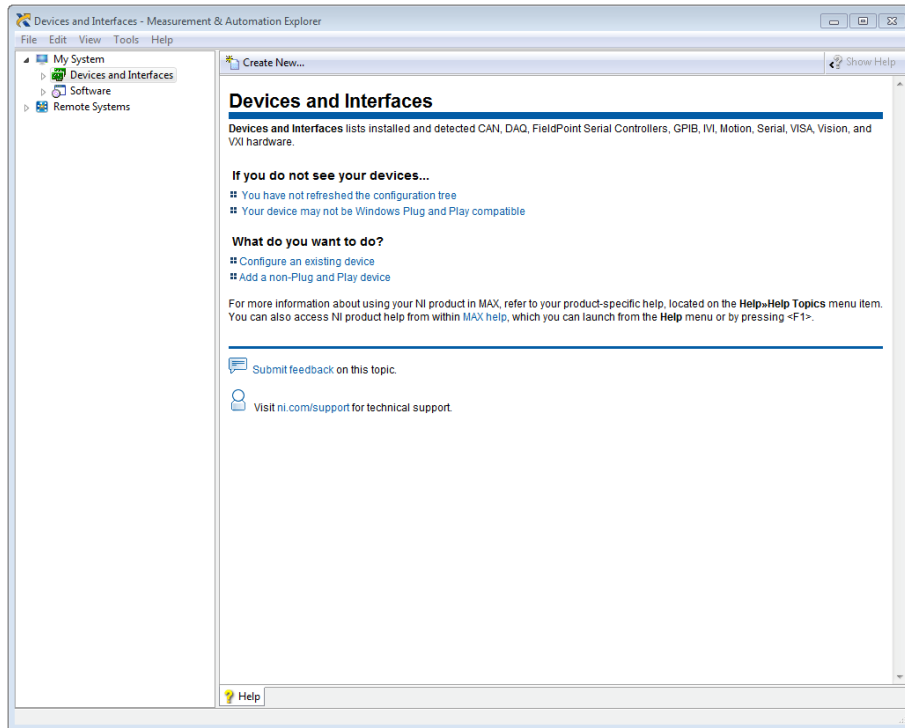 Devices and Interfaces - Measurement & Automation Explorer
File Edit View Tools Help
My System
Devices and Interfaces
Software
Remote Systems
Create New...
Show Help
Devices and Interfaces
Devices and Interfaces lists installed and detected CAN, DAQ, FieldPoint Serial Controllers, GPIB, IVI, Motion, Serial, VISA, Vision, and
VXI hardware.
If you do not see your devices...
You have not refreshed the configuration tree
Your device may not be Windows Plug and Play compatible
What do you want to do?
Configure an existing device
Add a non-Plug and Play device
For more information about using your NI product in MAX, refer to your product-specific help, located on the Help»Help Topics menu item.
You can also access NI product help from within MAX help, which you can launch from the Help menu or by pressing <F1>.
Submit feedback on this topic.
Visit ni.com/support for technical support.
Help